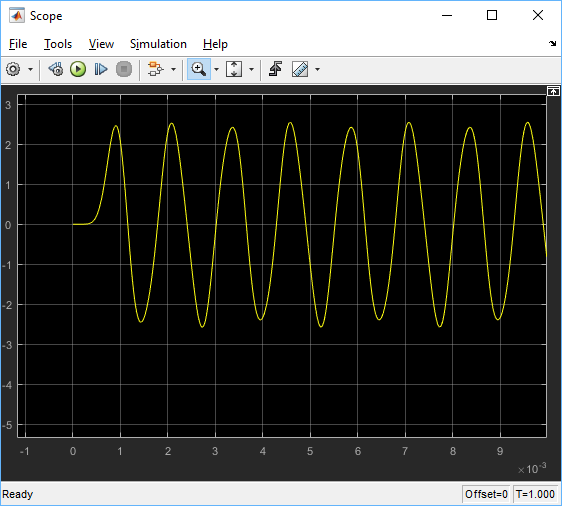 Scope
File Tools View Simulation Help
3
2
1
0
-1
-2
-3
-4
-5
-1 0 1 2 3 4 5 6 7 8 9
×10⁻³
Ready Offset=0 T=1.000